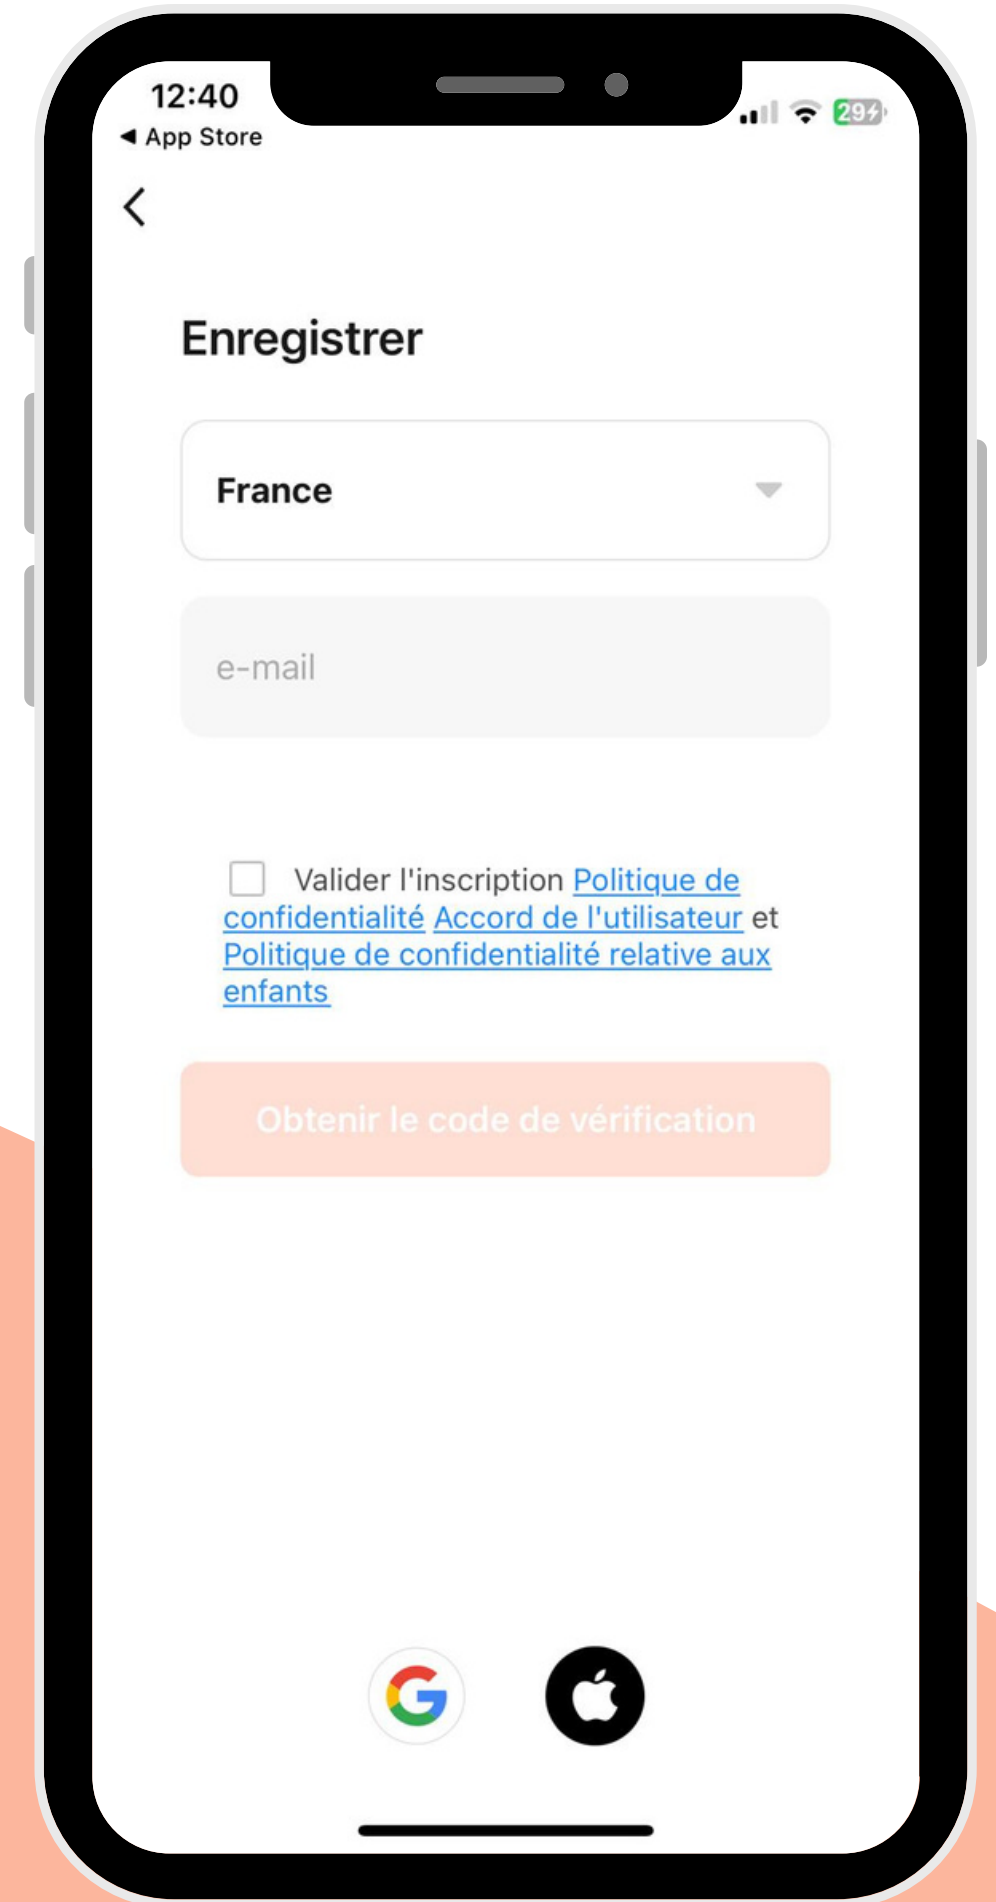 12:40
◀ App Store
29
Enregistrer
France
e-mail
Valider l'inscription Politique de
confidentialité Accord de l'utilisateur et
Politique de confidentialité relative aux
enfants
Obtenir le code de vérification